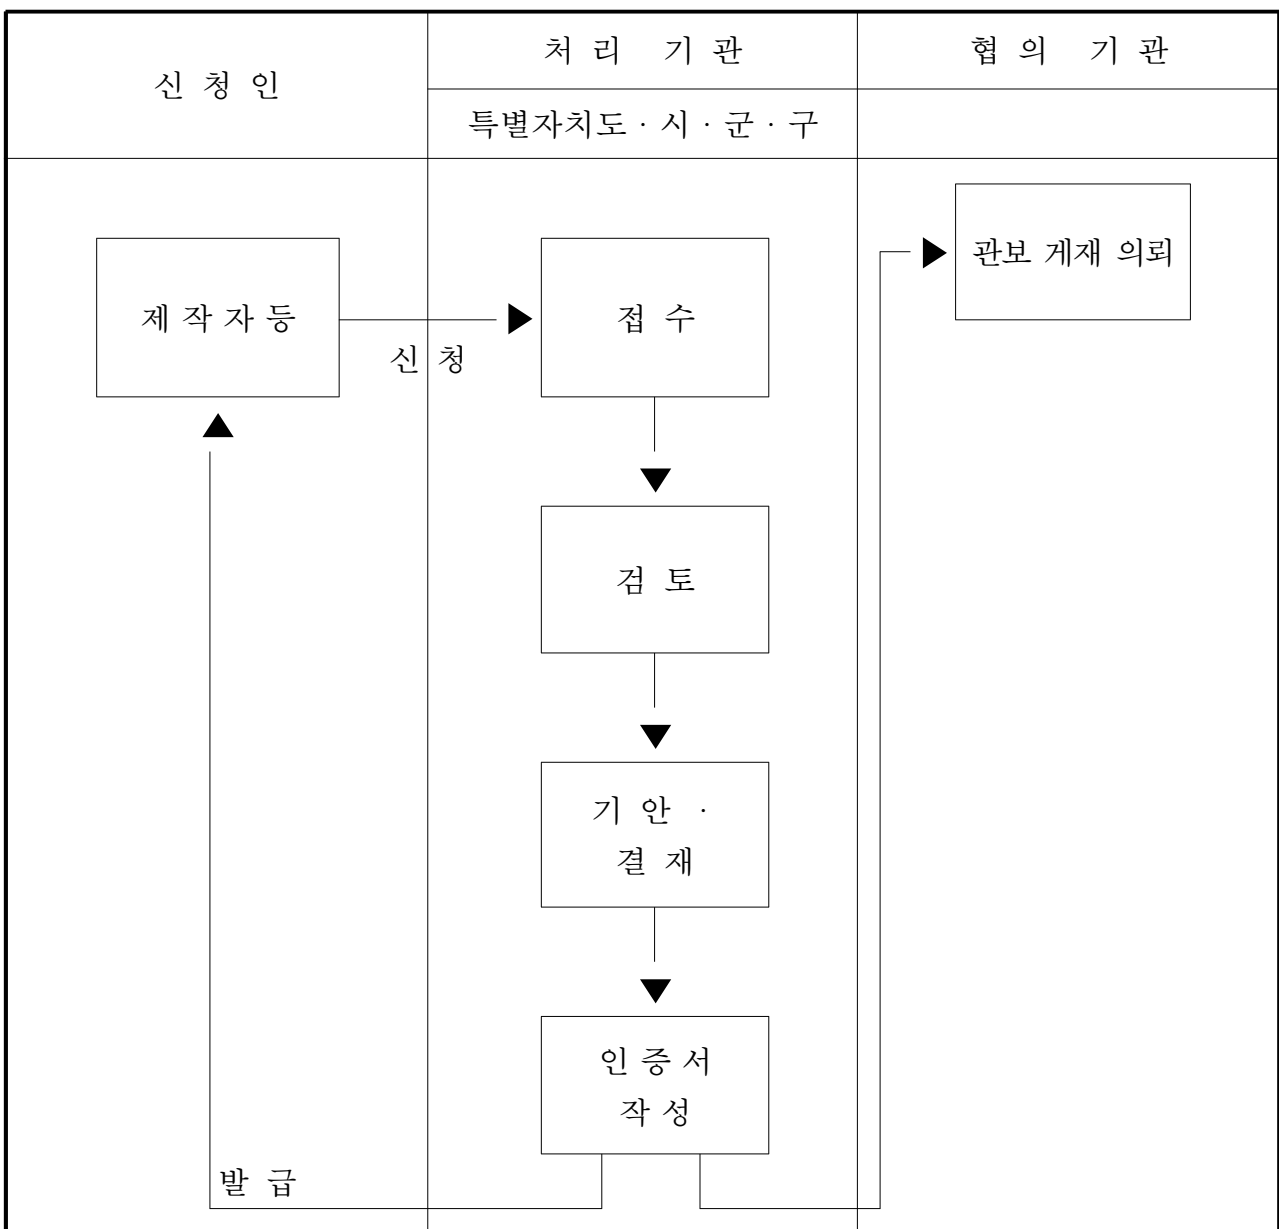 신 청 인
처 리 기 관
협 의 기 관
특별자치도 · 시 · 군 · 구
관보 게재 의뢰
제 작 자 등
접 수
신 청
검 토
기 안 ·
결 재
인 증 서
작 성
발 급